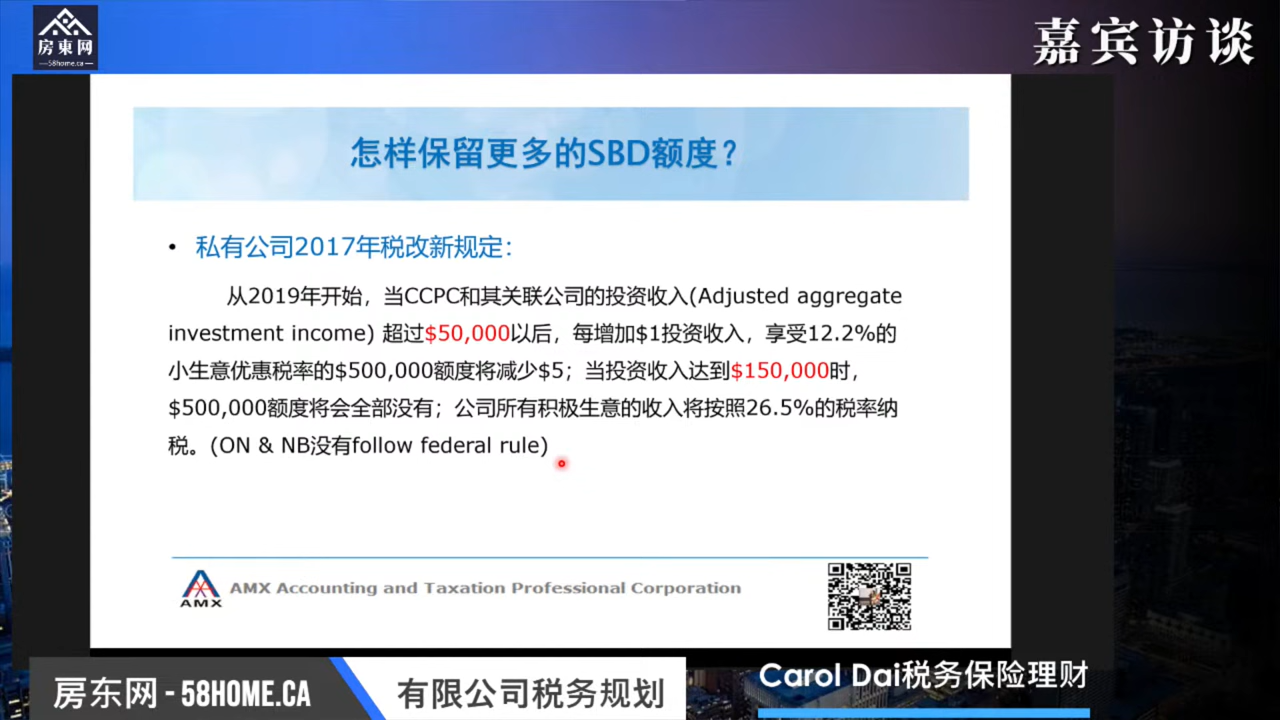 房東网
58home.ca
嘉宾访谈
怎样保留更多的SBD额度？
• 私有公司2017年税改新规定：
从2019年开始，当CCPC和其关联公司的投资收入(Adjusted aggregate
investment income) 超过$50,000以后，每增加$1投资收入，享受12.2%的
小生意优惠税率的$500,000额度将减少$5；当投资收入达到$150,000时，
$500,000额度将会全部没有；公司所有积极生意的收入将按照26.5%的税率纳
税。(ON & NB没有follow federal rule)
AMX
AMX Accounting and Taxation Professional Corporation
房东网 - 58HOME.CA
有限公司税务规划
Carol Dai税务保险理财